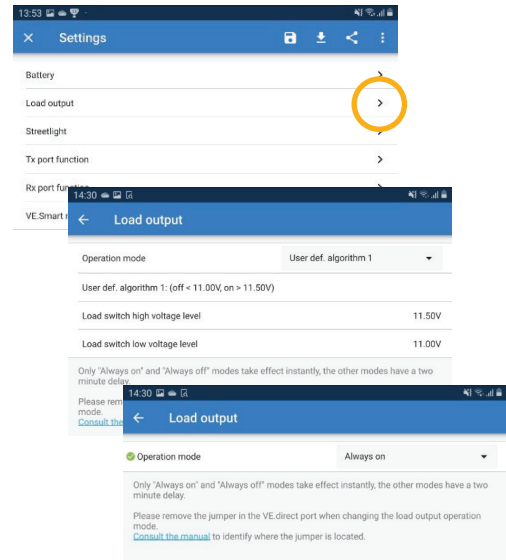 13:53
Settings
Battery
Load output
Streetlight
Tx port function
Rx port
VE.Smart
14:30
Load output
Operation mode User def. algorithm 1
User def. algorithm 1: (off < 11.00V, on > 11.50V)
Load switch high voltage level 11.50V
Load switch low voltage level 11.00V
Only "Always on" and "Always off" modes take effect instantly, the other modes have a two
minute delay.
Please
mode.
Consult the
14:30
Load output
Operation mode Always on
Only "Always on" and "Always off" modes take effect instantly, the other modes have a two
minute delay.
Please remove the jumper in the VE.direct port when changing the load output operation
mode.
Consult the manual to identify where the jumper is located.